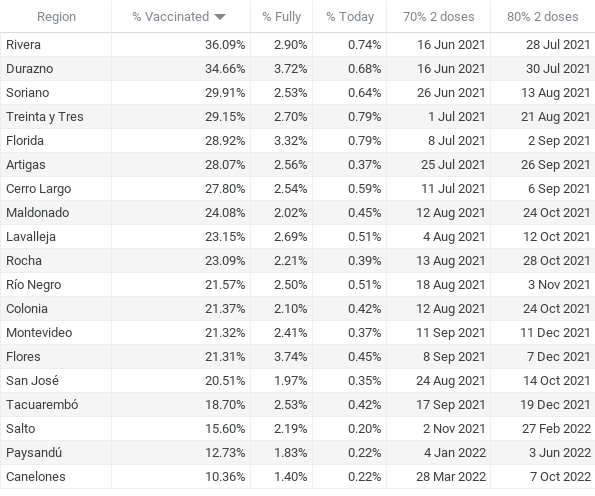 Region % Vaccinated % Fully % Today 70% 2 doses 80% 2 doses
Rivera 36.09% 2.90% 0.74% 16 Jun 2021 28 Jul 2021
Durazno 34.66% 3.72% 0.68% 16 Jun 2021 30 Jul 2021
Soriano 29.91% 2.53% 0.64% 26 Jun 2021 13 Aug 2021
Treinta y Tres 29.15% 2.70% 0.79% 1 Jul 2021 21 Aug 2021
Florida 28.92% 3.32% 0.79% 8 Jul 2021 2 Sep 2021
Artigas 28.07% 2.56% 0.37% 25 Jul 2021 26 Sep 2021
Cerro Largo 27.80% 2.54% 0.59% 11 Jul 2021 6 Sep 2021
Maldonado 24.08% 2.02% 0.45% 12 Aug 2021 24 Oct 2021
Lavalleja 23.15% 2.69% 0.51% 4 Aug 2021 12 Oct 2021
Rocha 23.09% 2.21% 0.39% 13 Aug 2021 28 Oct 2021
Río Negro 21.57% 2.50% 0.51% 18 Aug 2021 3 Nov 2021
Colonia 21.37% 2.10% 0.42% 12 Aug 2021 24 Oct 2021
Montevideo 21.32% 2.41% 0.37% 11 Sep 2021 11 Dec 2021
Flores 21.31% 3.74% 0.45% 8 Sep 2021 7 Dec 2021
San José 20.51% 1.97% 0.35% 24 Aug 2021 14 Oct 2021
Tacuarembó 18.70% 2.53% 0.42% 17 Sep 2021 19 Dec 2021
Salto 15.60% 2.19% 0.20% 2 Nov 2021 27 Feb 2022
Paysandú 12.73% 1.83% 0.22% 4 Jan 2022 3 Jun 2022
Canelones 10.36% 1.40% 0.22% 28 Mar 2022 7 Oct 2022